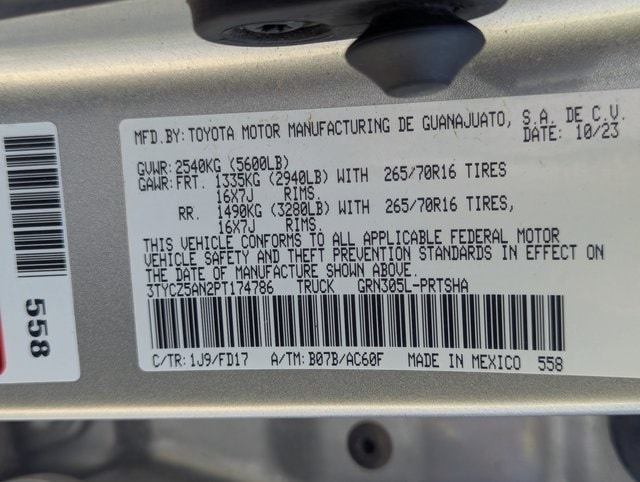 MFD.BY:TOYOTA MOTOR MANUFACTURING DE GUANAJUATO, S.A. DE C.V.
DATE: 10/23
GVWR:2540KG (5600LB)
GAWR:FRT. 1335KG (2940LB) WITH 265/70R16 TIRES
16X7J RIMS.
RR. 1490KG (3280LB) WITH 265/70R16 TIRES,
16X7J RIMS.
THIS VEHICLE CONFORMS TO ALL APPLICABLE FEDERAL MOTOR
VEHICLE SAFETY AND THEFT PREVENTION STANDARDS IN EFFECT ON
THE DATE OF MANUFACTURE SHOWN ABOVE.
3TYCZ5AN2PT174786 TRUCK GRN305L-PRTSHA
C/TR:1J9/FD17 A/TM:B07B/AC60F MADE IN MEXICO 558
558